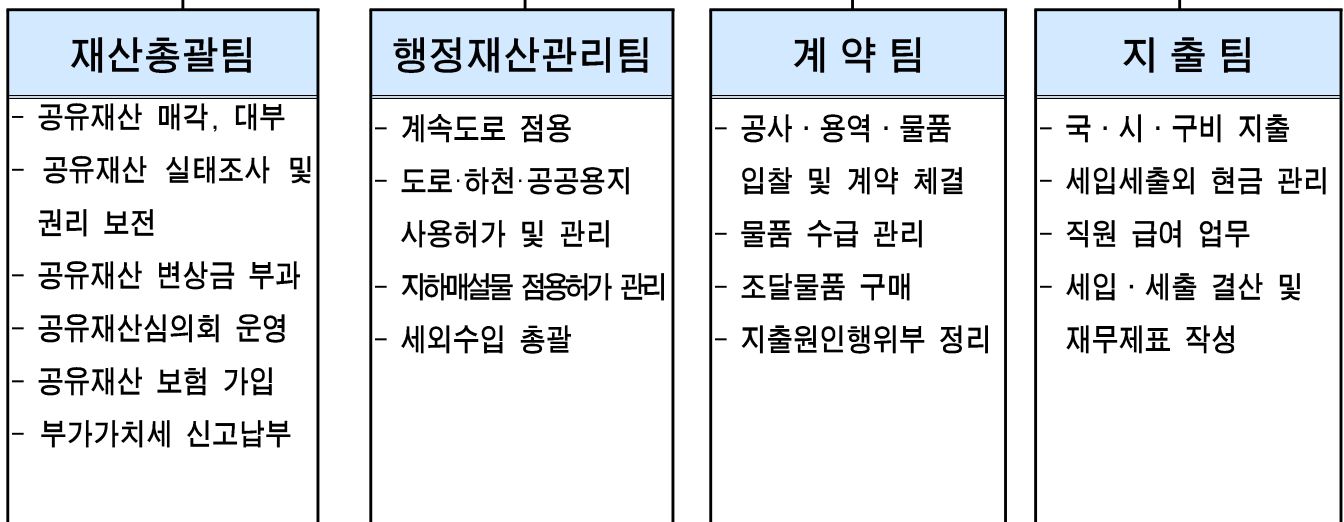 재산총괄팀
- 공유재산 매각, 대부
- 공유재산 실태조사 및
권리 보전
- 공유재산 변상금 부과
- 공유재산심의회 운영
- 공유재산 보험 가입
- 부가가치세 신고납부
행정재산관리팀
- 계속도로 점용
- 도로·하천·공공용지
사용허가 및 관리
- 지하매설물 점용허가 관리
- 세외수입 총괄
계 약 팀
- 공사·용역·물품
입찰 및 계약 체결
- 물품 수급 관리
- 조달물품 구매
- 지출원인행위부 정리
지 출 팀
- 국·시·구비 지출
- 세입세출외 현금 관리
- 직원 급여 업무
- 세입·세출 결산 및
재무제표 작성